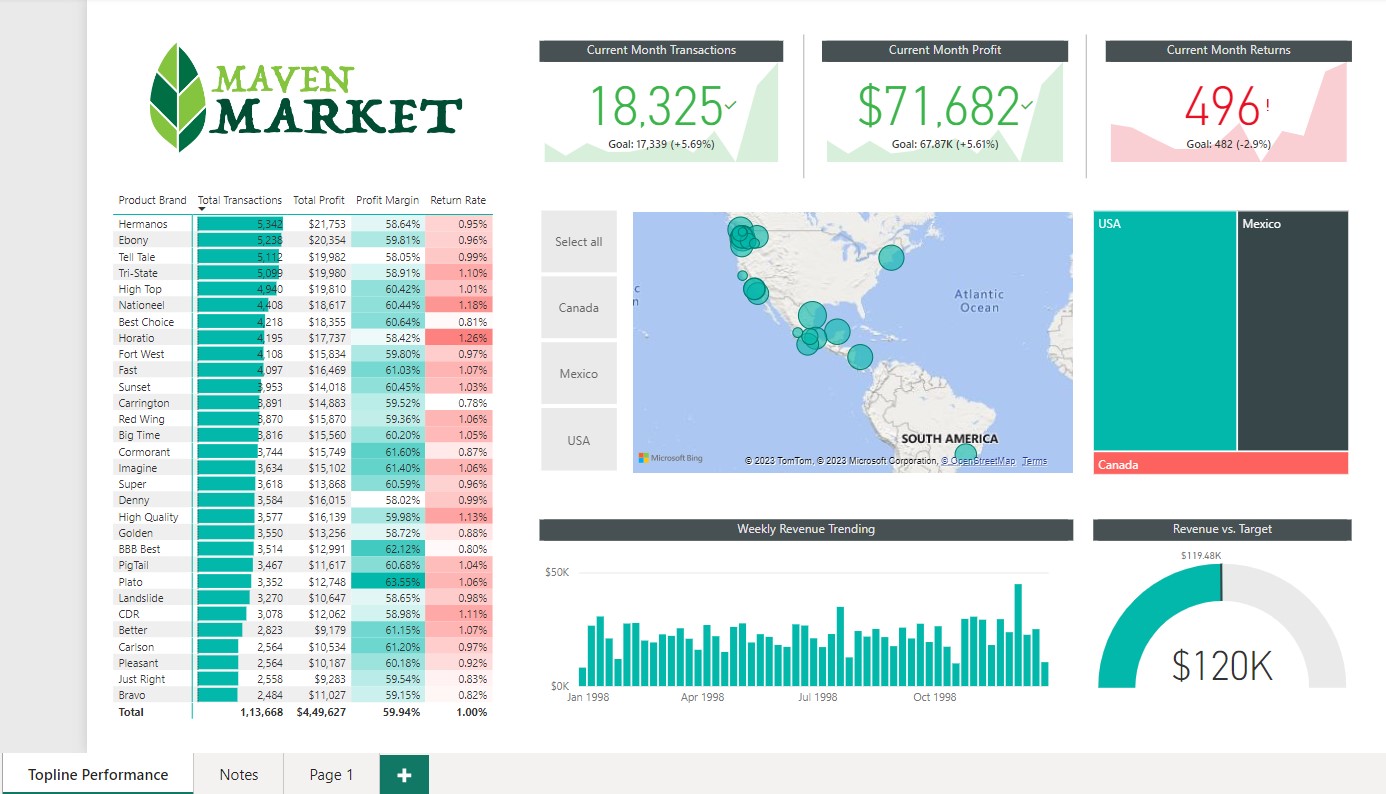 MAVEN
MARKET
Current Month Transactions
18,325
Goal: 17,339 (+5.69%)
Current Month Profit
$71,682
Goal: 67.87K (+5.61%)
Current Month Returns
496!
Goal: 482 (-2.9%)
Product Brand Total Transactions Total Profit Profit Margin Return Rate
Hermanos 5,342 $21,753 58.64% 0.95%
Ebony 5,238 $20,354 59.81% 0.96%
Tell Tale 5,112 $19,982 58.05% 0.99%
Tri-State 5,099 $19,980 58.91% 1.10%
High Top 4,940 $19,810 60.42% 1.01%
Nationeel 4,408 $18,617 60.44% 1.18%
Best Choice 4,218 $18,355 60.64% 0.81%
Horatio 4,195 $17,737 58.42% 1.26%
Fort West 4,108 $15,834 59.80% 0.97%
Fast 4,097 $16,469 61.03% 1.07%
Sunset 3,953 $14,018 60.45% 1.03%
Carrington 3,891 $14,883 59.52% 0.78%
Red Wing 3,870 $15,870 59.36% 1.06%
Big Time 3,816 $15,560 60.20% 1.05%
Cormorant 3,744 $15,749 61.60% 0.87%
Imagine 3,634 $15,102 61.40% 1.06%
Super 3,618 $13,868 60.59% 0.96%
Denny 3,584 $16,015 58.02% 0.99%
High Quality 3,577 $16,139 59.98% 1.13%
Golden 3,550 $13,256 58.72% 0.88%
BBB Best 3,514 $12,991 62.12% 0.80%
PigTail 3,467 $11,617 60.68% 1.04%
Plato 3,352 $12,748 63.55% 1.06%
Landslide 3,270 $10,647 58.65% 0.98%
CDR 3,078 $12,062 58.98% 1.11%
Better 2,823 $9,179 61.15% 1.07%
Carlson 2,564 $10,534 61.20% 0.97%
Pleasant 2,564 $10,187 60.18% 0.92%
Just Right 2,558 $9,283 59.54% 0.83%
Bravo 2,484 $11,027 59.15% 0.82%
Total 1,13,668 $4,49,627 59.94% 1.00%
Select all
Canada
Mexico
USA
c
n
Atlantic
Ocean
SOUTH AMERICA
Microsoft Bing
© 2023 TomTom, © 2023 Microsoft Corporation, © OpenStreetMap Terms
USA
Mexico
Canada
Weekly Revenue Trending
$50K
$0K
Jan 1998 Apr 1998 Jul 1998 Oct 1998
Revenue vs. Target
$119.48K
$120K
Topline Performance Notes Page 1 +